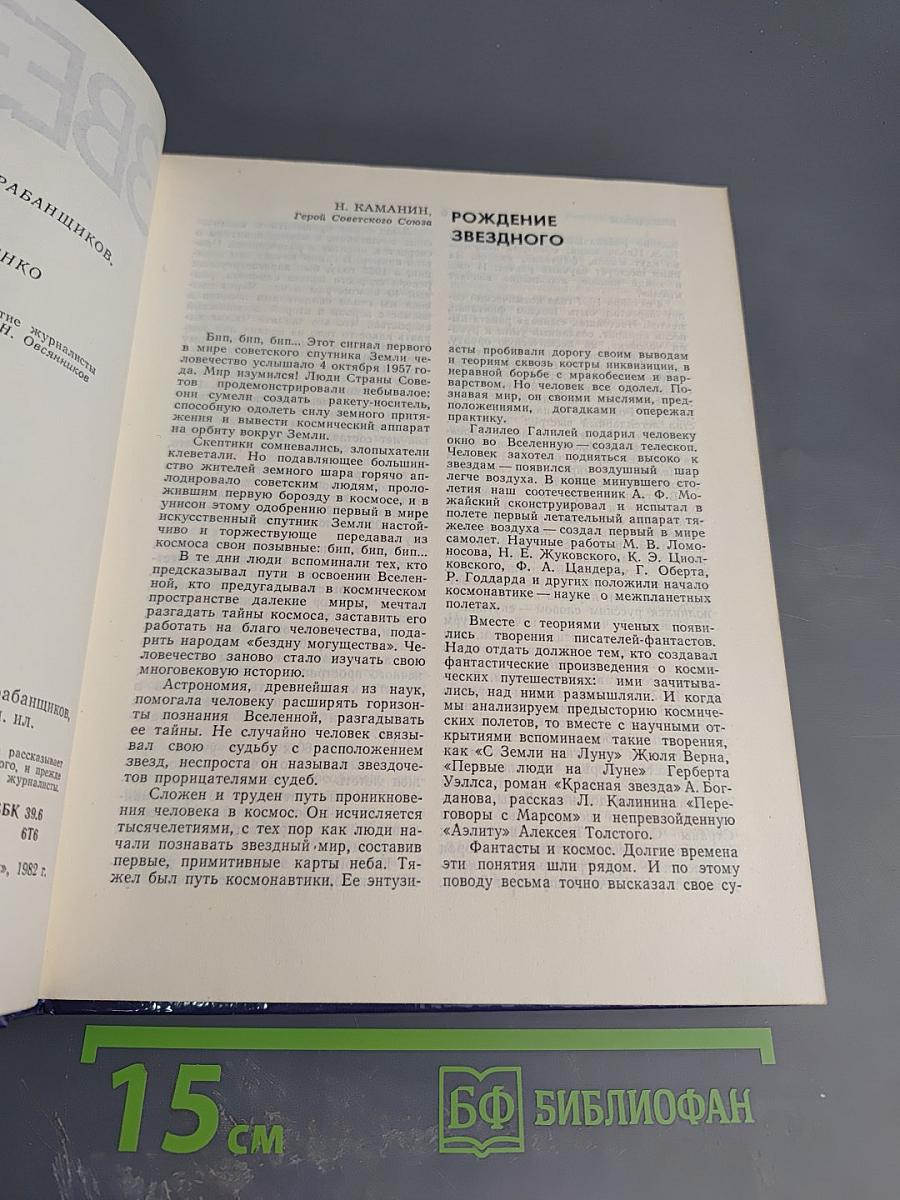 ЗВЕЗ
РАБАНЩИКОВ,
ЕНКО
гие журналисты
Н. Овсянников
рабанщиков,
л. ил.
рассказывает
ого, и прежде
журналисты.
ББК 39.6
6Т6
», 1982 г.
Н. КАМАНИН,
Герой Советского Союза
РОЖДЕНИЕ
ЗВЕЗДНОГО
Бип, бип, бип... Этот сигнал первого
в мире советского спутника Земли че-
ловечество услышало 4 октября 1957 го-
да. Мир изумился! Люди Страны Сове-
тов продемонстрировали небывалое:
они сумели создать ракету-носитель,
способную одолеть силу земного притя-
жения и вывести космический аппарат
на орбиту вокруг Земли.
Скептики сомневались, злопыхатели
клеветали. Но подавляющее большин-
ство жителей земного шара горячо ап-
лодировало советским людям, проло-
жившим первую борозду в космосе, и в
унисон этому одобрению первый в мире
искусственный спутник Земли настой-
чиво и торжествующе передавал из
космоса свои позывные: бип, бип, бип...
В те дни люди вспоминали тех, кто
предсказывал пути в освоении Вселен-
ной, кто предугадывал в космическом
пространстве далекие миры, мечтал
разгадать тайны космоса, заставить его
работать на благо человечества, пода-
рить народам «бездну могущества». Че-
ловечество заново стало изучать свою
многовековую историю.
Астрономия, древнейшая из наук,
помогала человеку расширять горизон-
ты познания Вселенной, разгадывать
ее тайны. Не случайно человек связы-
вал свою судьбу с расположением
звезд, неспроста он называл звездоче-
тов прорицателями судеб.
Сложен и труден путь проникнове-
ния человека в космос. Он исчисляется
тысячелетиями, с тех пор как люди на-
чали познавать звездный мир, составив
первые, примитивные карты неба. Тя-
жел был путь космонавтики. Ее энтузи-
асты пробивали дорогу своим выводам
и теориям сквозь костры инквизиции, в
неравной борьбе с мракобесием и вар-
варством. Но человек все одолел. По-
знавая мир, он своими мыслями, пред-
положениями, догадками опережал
практику.
Галилео Галилей подарил человеку
окно во Вселенную — создал телескоп.
Человек захотел подняться высоко к
звездам — появился воздушный шар
легче воздуха. В конце минувшего сто-
летия наш соотечественник А. Ф. Мо-
жайский сконструировал и испытал в
полете первый летательный аппарат тя-
желее воздуха — создал первый в мире
самолет. Научные работы М. В. Ломо-
носова, Н. Е. Жуковского, К. Э. Циол-
ковского, Ф. А. Цандера, Г. Оберта,
Р. Годдарда и других положили начало
космонавтике — науке о межпланетных
полетах.
Вместе с теориями ученых появи-
лись творения писателей-фантастов.
Надо отдать должное тем, кто создавал
фантастические произведения о косми-
ческих путешествиях: ими зачитыва-
лись, над ними размышляли. И когда
мы анализируем предысторию космиче-
ских полетов, то вместе с научными от-
крытиями вспоминаем такие творения,
как «С Земли на Луну» Жюля Верна,
«Первые люди на Луне» Герберта
Уэллса, роман «Красная звезда» А. Бог-
данова, рассказ Л. Калинина «Пере-
говоры с Марсом» и непревзойденную
«Аэлиту» Алексея Толстого.
Фантасты и космос. Долгие времена
эти понятия шли рядом. И по этому
поводу весьма точно высказал свое су-
15 см
БФ БИБЛИОФАН